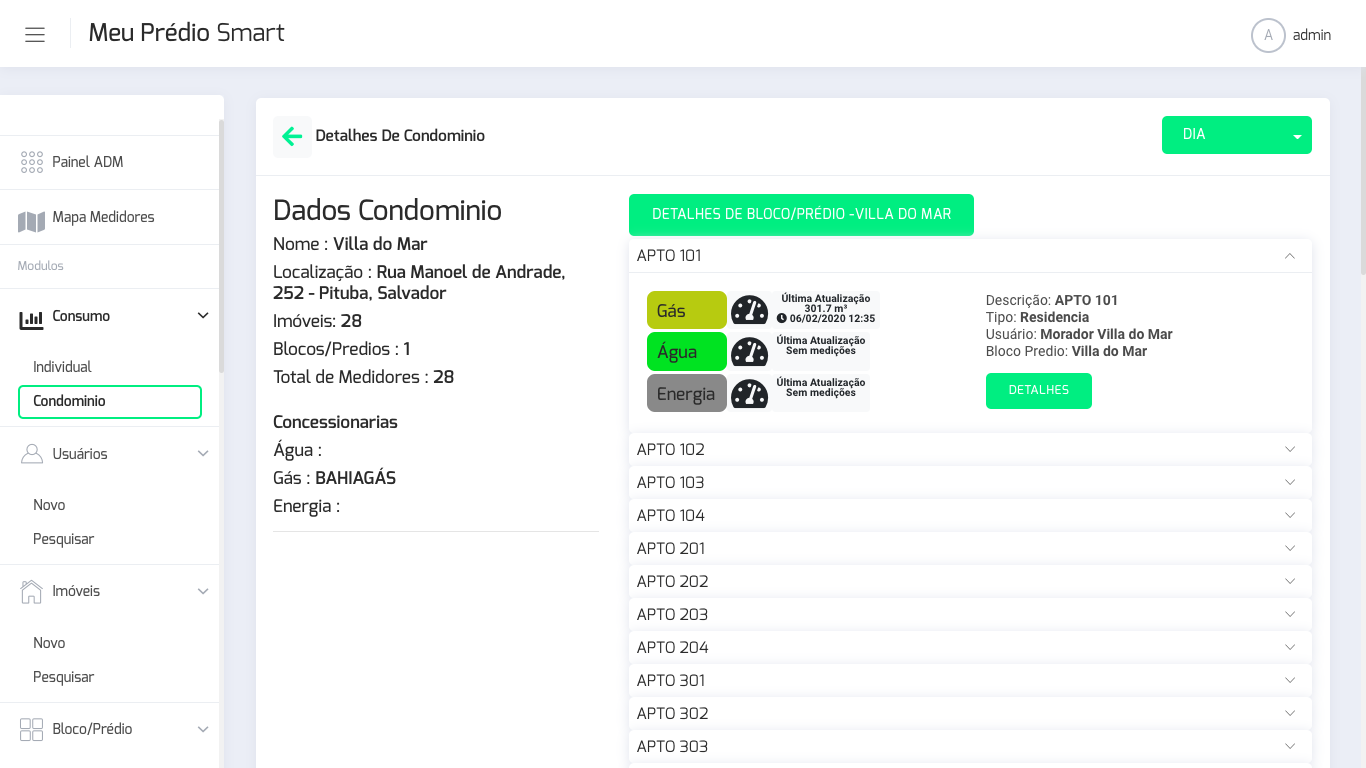 Meu Prédio Smart
A admin
Painel ADM
Mapa Medidores
Modulos
Consumo
Individual
Condominio
Usuários
Novo
Pesquisar
Imóveis
Novo
Pesquisar
Bloco/Prédio
Detalhes De Condominio
DIA
Dados Condominio
Nome : Villa do Mar
Localização : Rua Manoel de Andrade,
252 - Pituba, Salvador
Imóveis: 28
Blocos/Predios : 1
Total de Medidores : 28
Concessionarias
Água :
Gás : BAHIAGÁS
Energia :
DETALHES DE BLOCO/PRÉDIO -VILLA DO MAR
APTO 101
Gás
Última Atualização
301.7 m³
06/02/2020 12:35
Água
Última Atualização
Sem medições
Energia
Última Atualização
Sem medições
Descrição: APTO 101
Tipo: Residencia
Usuário: Morador Villa do Mar
Bloco Predio: Villa do Mar
DETALHES
APTO 102
APTO 103
APTO 104
APTO 201
APTO 202
APTO 203
APTO 204
APTO 301
APTO 302
APTO 303